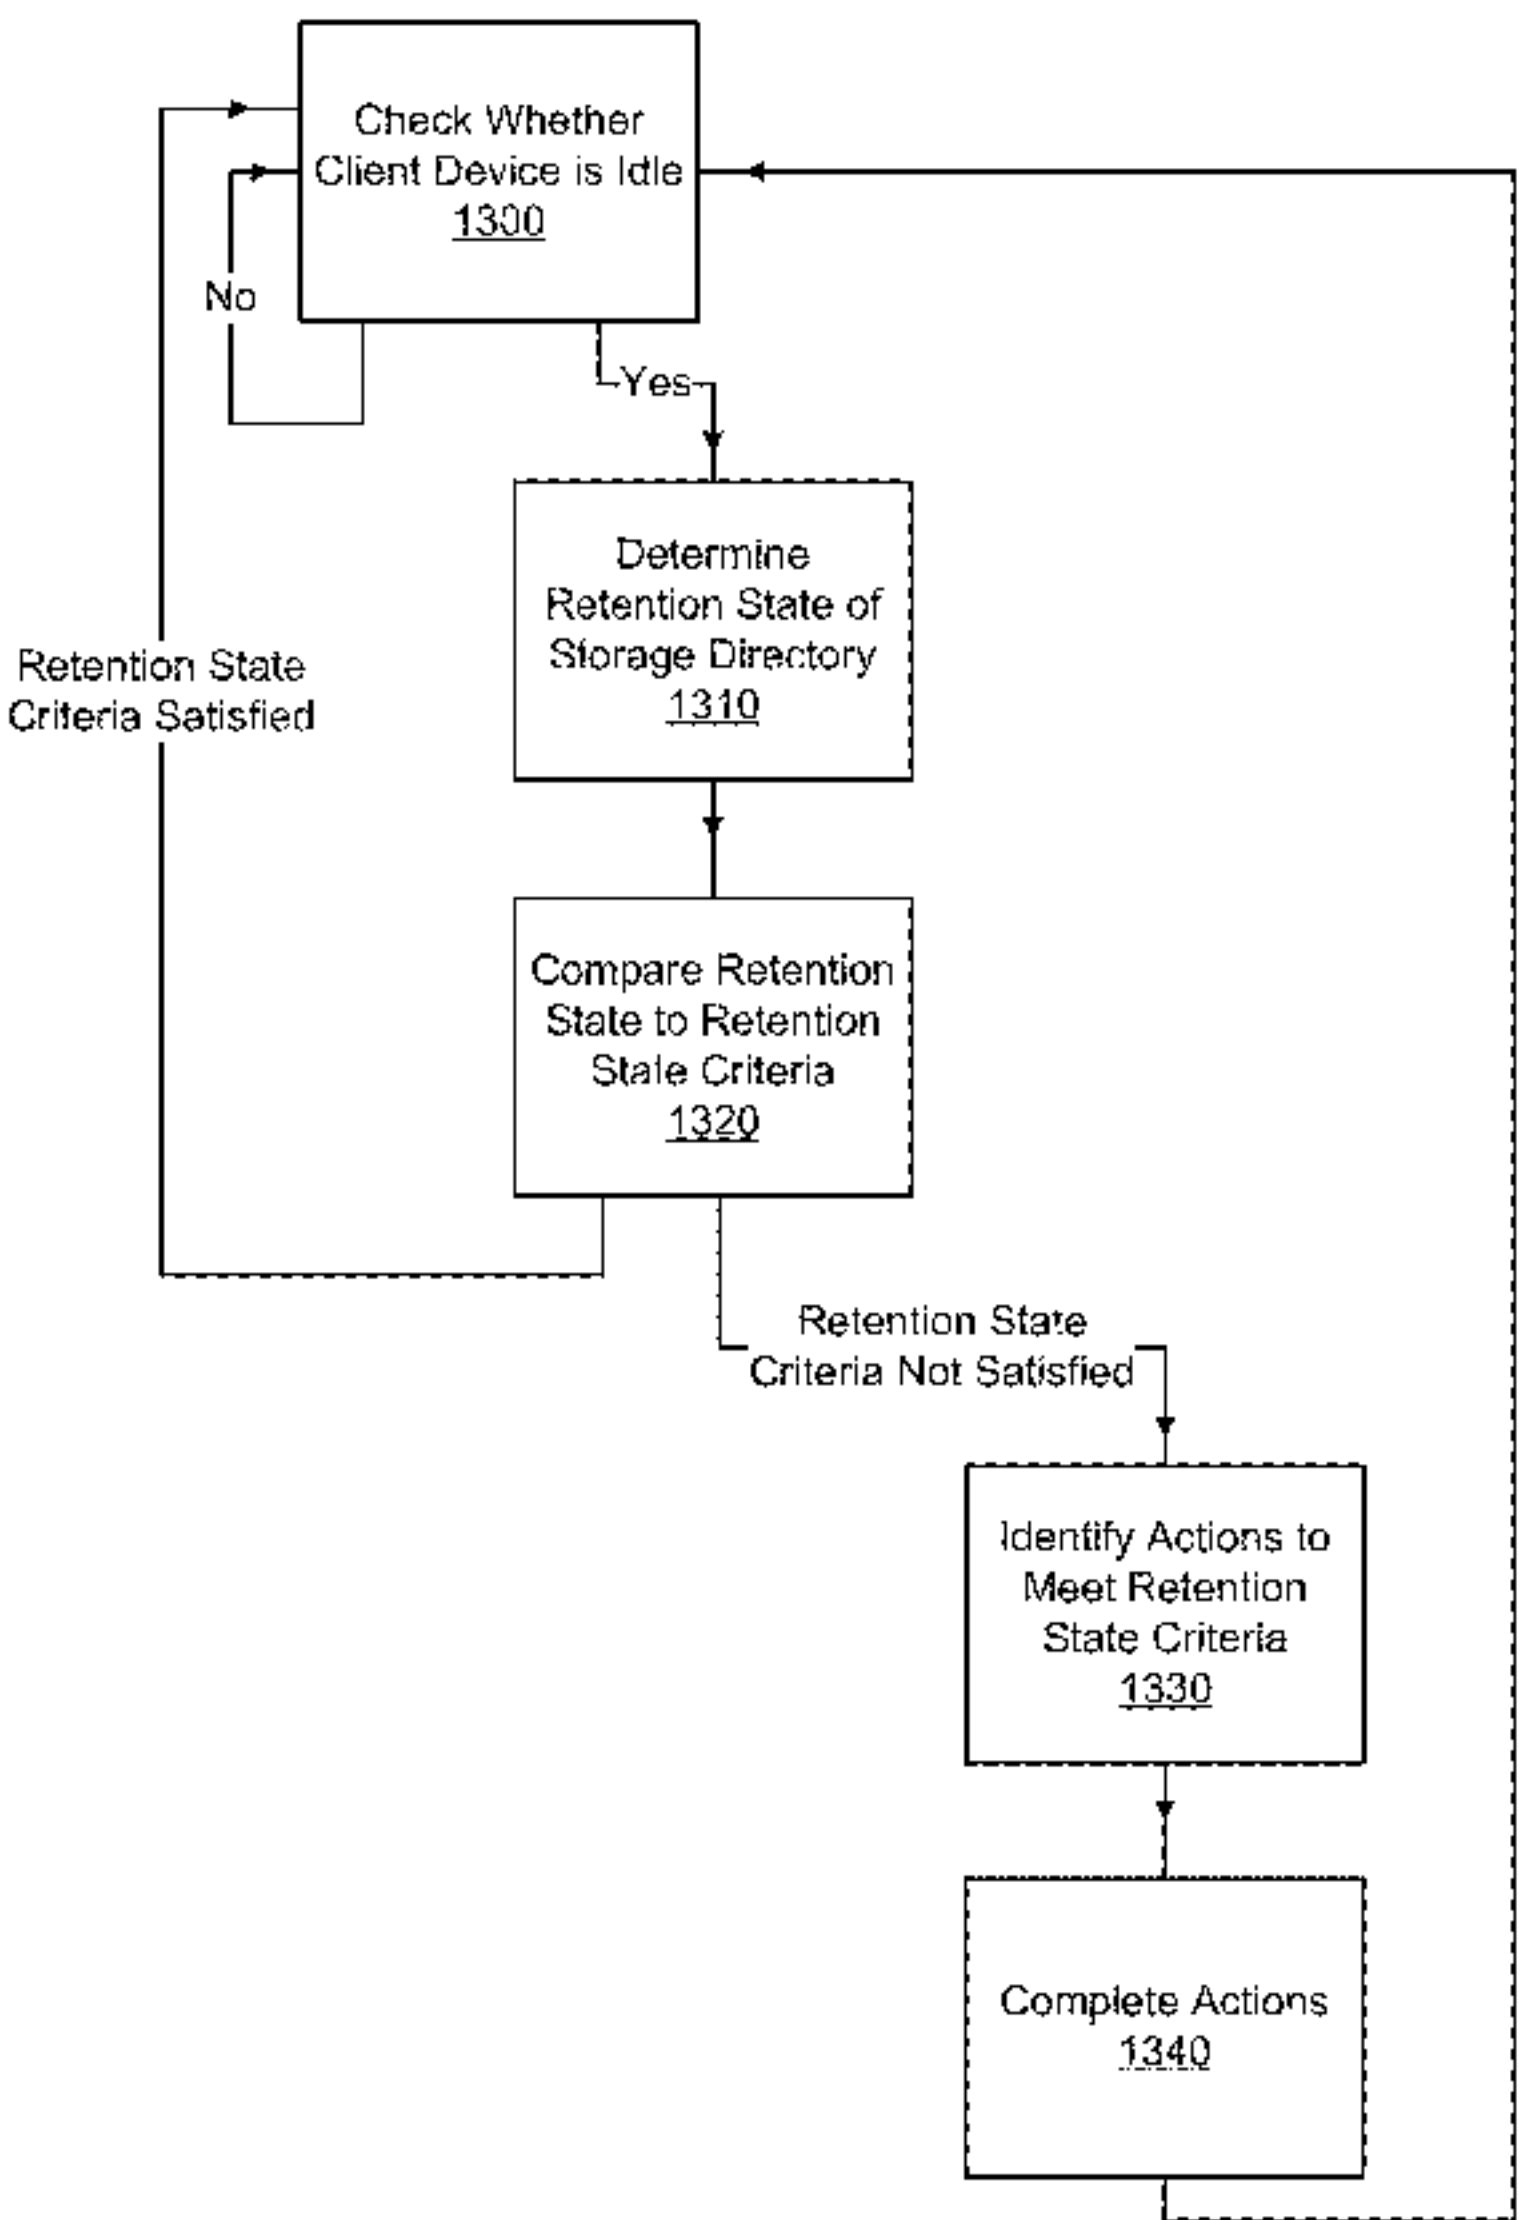 Check Whether
Client Device is Idle
1300
No
Yes
Determine
Retention State of
Storage Directory
1310
Retention State
Criteria Satisfied
Compare Retention
State to Retention
State Criteria
1320
Retention State
Criteria Not Satisfied
Identify Actions to
Meet Retention
State Criteria
1330
Complete Actions
1340